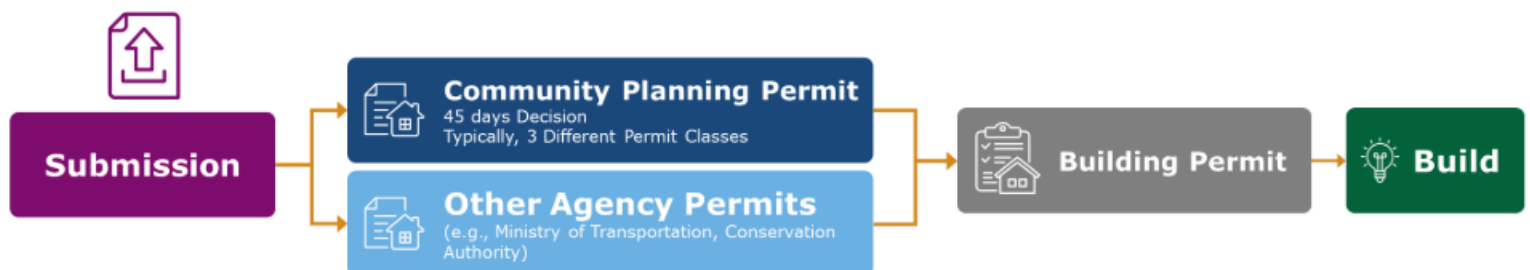 Submission
Community Planning Permit
45 days Decision
Typically, 3 Different Permit Classes
Other Agency Permits
(e.g., Ministry of Transportation, Conservation
Authority)
Building Permit
Build